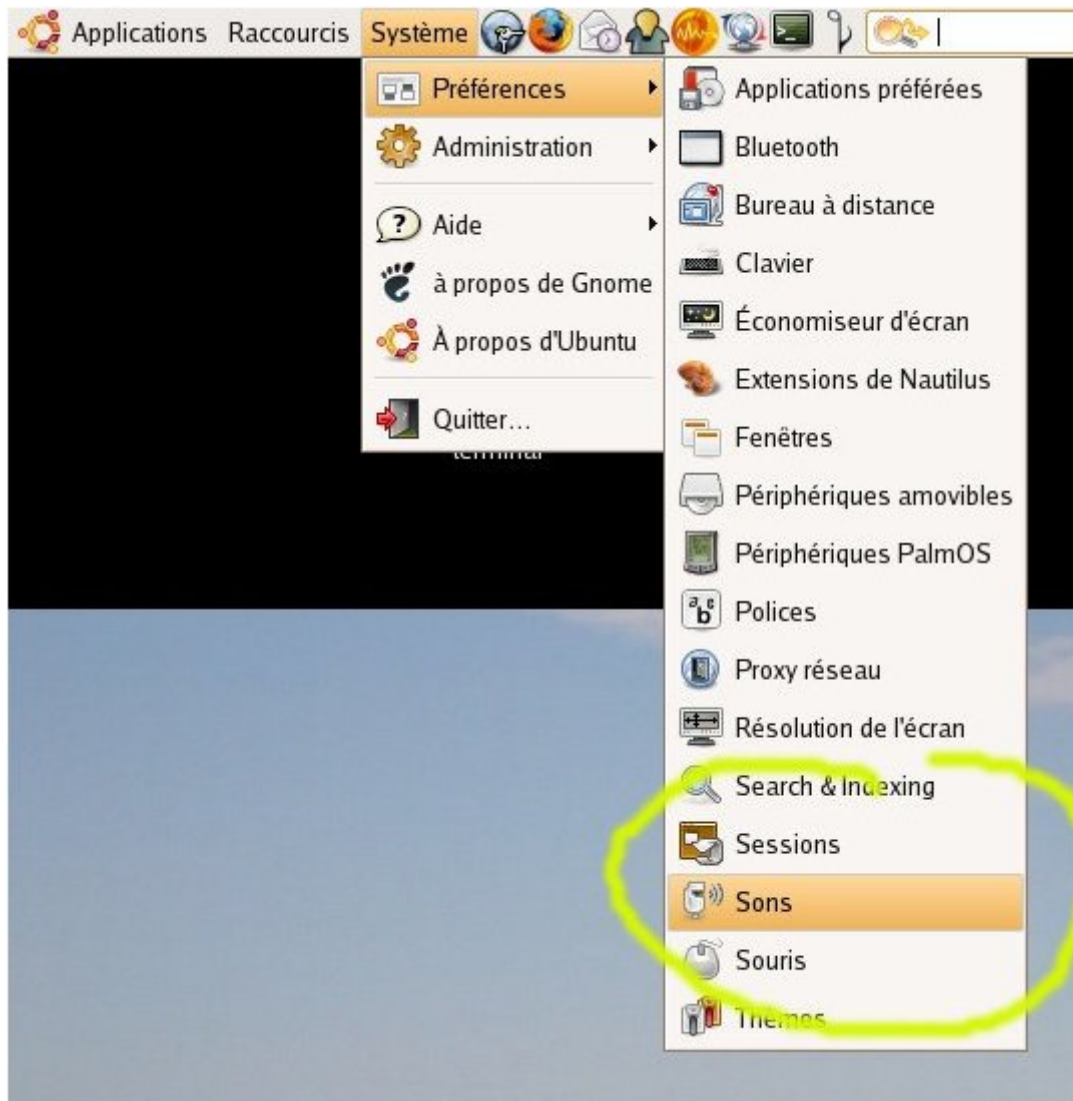 Applications Raccourcis Système
Préférences
Administration
Aide
à propos de Gnome
À propos d'Ubuntu
Quitter...
terminal
Applications préférées
Bluetooth
Bureau à distance
Clavier
Économiseur d'écran
Extensions de Nautilus
Fenêtres
Périphériques amovibles
Périphériques PalmOS
Polices
Proxy réseau
Résolution de l'écran
Search & Indexing
Sessions
Sons
Souris
Thèmes